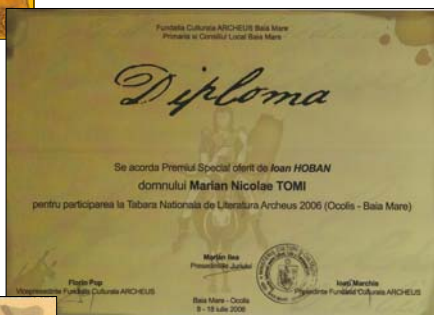 Fundatia Culturala ARCHEUS Baia Mare
Primaria si Consiliul Local Baia Mare
Diploma
Se acorda Premiul Special oferit de Ioan HOBAN
domnului Marian Nicolae TOMI
pentru participarea la Tabara Nationala de Literatura Archeus 2006 (Ocolis - Baia Mare)
Marian Ilea
Presedintele Juriului
Florin Pop
Vicepresedinte Fundatia Culturala ARCHEUS
Ioan Marchis
Presedinte Fundatia Culturala ARCHEUS
Baia Mare - Ocolis
8 - 18 iulie 2006